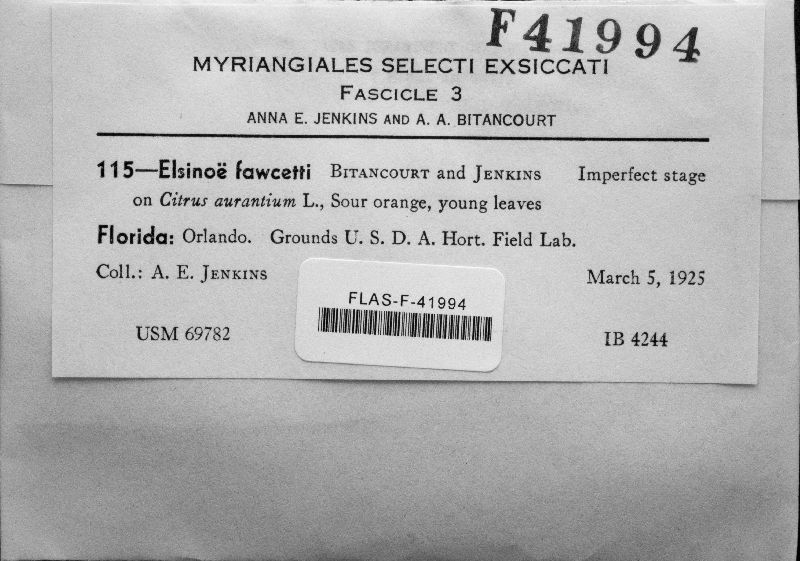 F41994
MYRIANGIALES SELECTI EXSICCATI
FASCICLE 3
ANNA E. JENKINS AND A. A. BITANCOURT
115—Elsinoë fawcetti BITANCOURT and JENKINS Imperfect stage
on Citrus aurantium L., Sour orange, young leaves
Florida: Orlando. Grounds U. S. D. A. Hort. Field Lab.
Coll.: A. E. JENKINS March 5, 1925
FLAS-F-41994
USM 69782 IB 4244